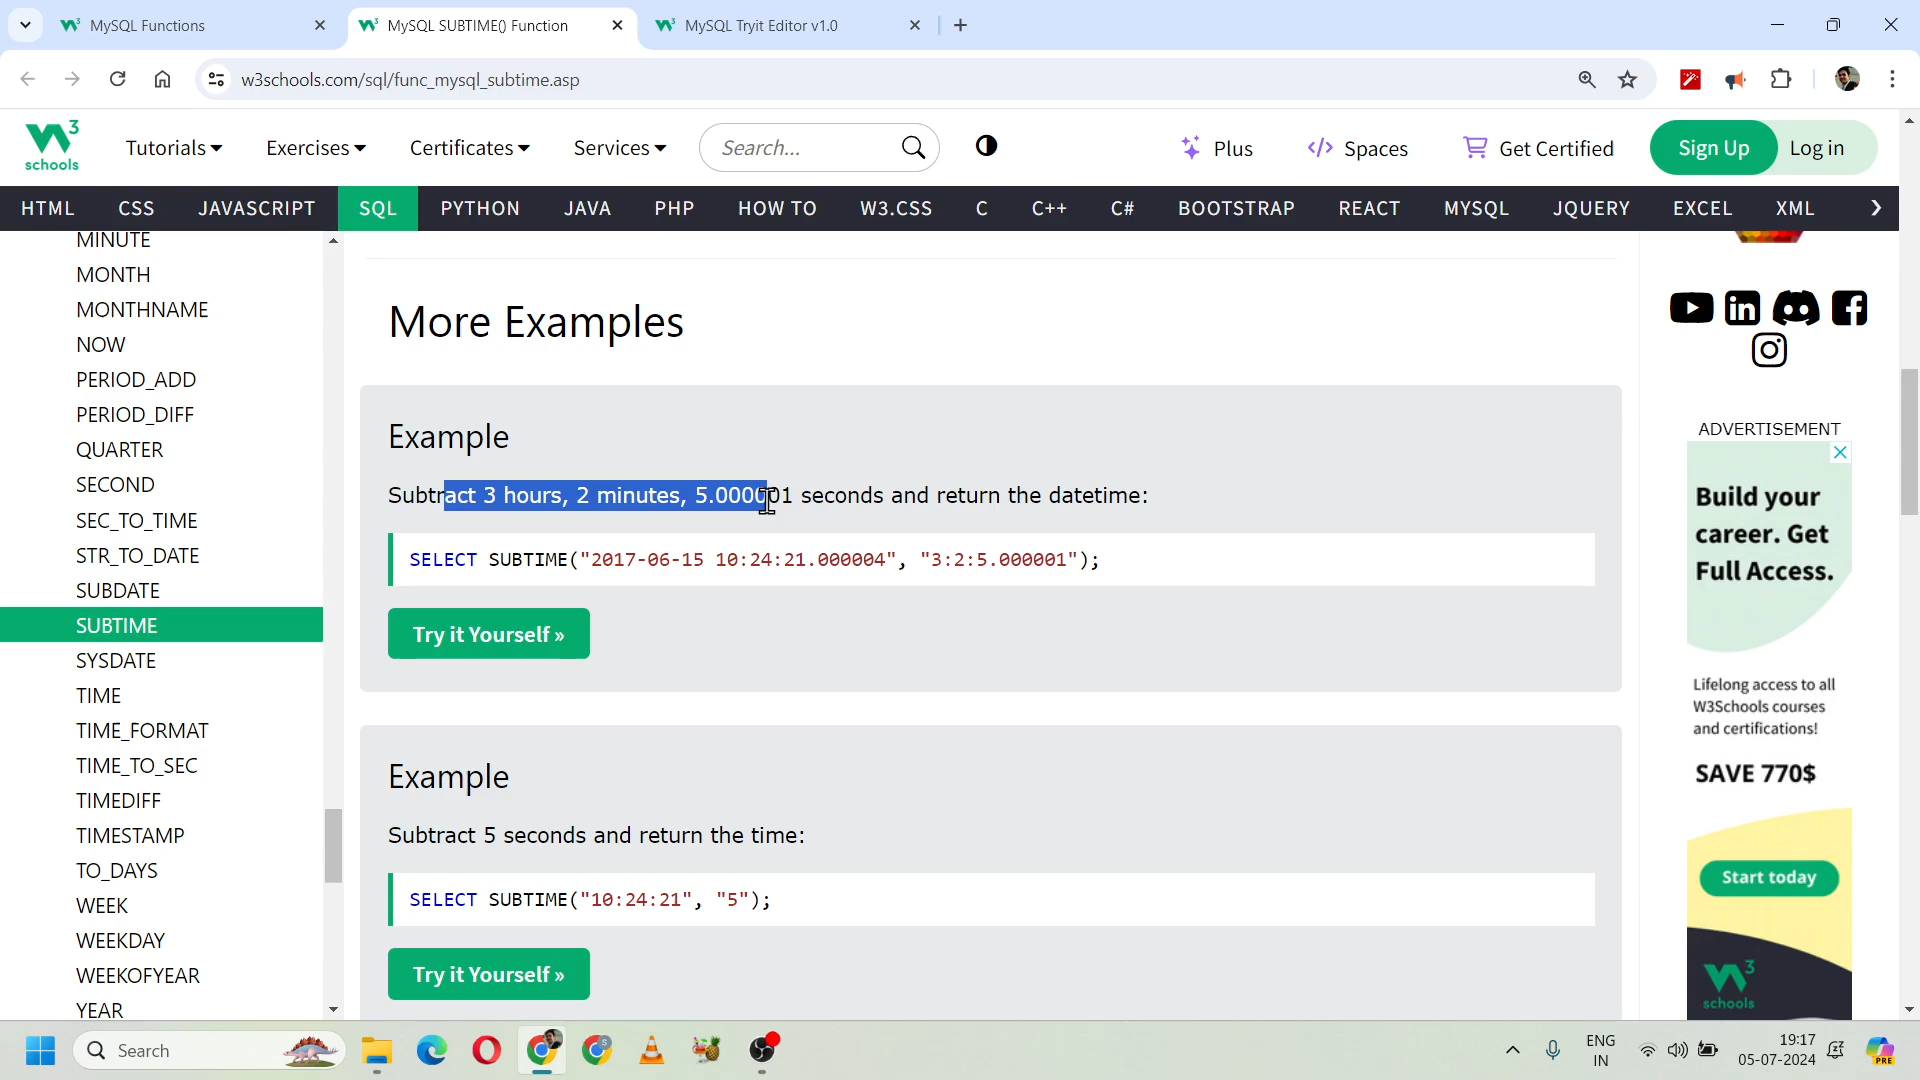 MySQL Functions
MySQL SUBTIME() Function
MySQL Tryit Editor v1.0
w3schools.com/sql/func_mysql_subtime.asp
W3 schools
Tutorials
Exercises
Certificates
Services
Search...
Plus
Spaces
Get Certified
Sign Up
Log in
HTML
CSS
JAVASCRIPT
SQL
PYTHON
JAVA
PHP
HOW TO
W3.CSS
C
C++
C#
BOOTSTRAP
REACT
MYSQL
JQUERY
EXCEL
XML
MINUTE
MONTH
MONTHNAME
NOW
PERIOD_ADD
PERIOD_DIFF
QUARTER
SECOND
SEC_TO_TIME
STR_TO_DATE
SUBDATE
SUBTIME
SYSDATE
TIME
TIME_FORMAT
TIME_TO_SEC
TIMEDIFF
TIMESTAMP
TO_DAYS
WEEK
WEEKDAY
WEEKOFYEAR
YEAR
More Examples
Example
Subtract 3 hours, 2 minutes, 5.000001 seconds and return the datetime:
SELECT SUBTIME("2017-06-15 10:24:21.000004", "3:2:5.000001");
Try it Yourself »
Example
Subtract 5 seconds and return the time:
SELECT SUBTIME("10:24:21", "5");
Try it Yourself »
ADVERTISEMENT
Build your
career. Get
Full Access.
Lifelong access to all
W3Schools courses
and certifications!
SAVE 770$
Start today
W3
schools
Search
ENG
IN
19:17
05-07-2024
PRE